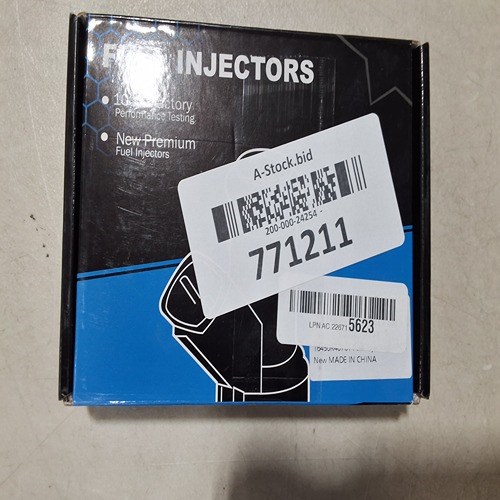 INJECTORS
Performance Testing
New Premium
Fuel Injectors
A-Stock.bid
200-000-24254 -
771211
LPN AC 22671 5623
New MADE IN CHINA